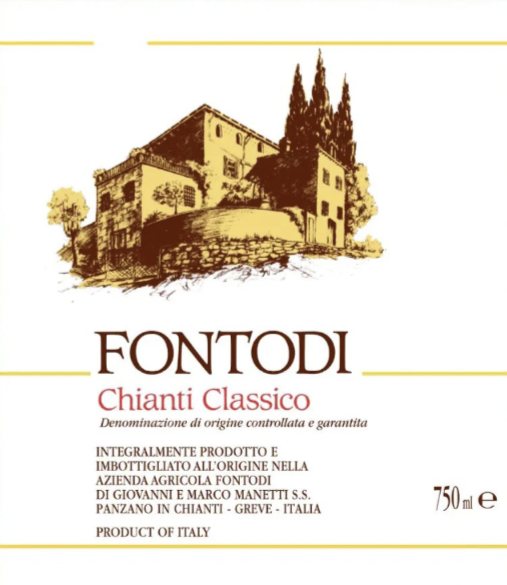 FONTODI
Chianti Classico
Denominazione di origine controllata e garantita
INTEGRALMENTE PRODOTTO E
IMBOTTIGLIATO ALL'ORIGINE NELLA
AZIENDA AGRICOLA FONTODI
DI GIOVANNI E MARCO MANETTI S.S.
PANZANO IN CHIANTI - GREVE - ITALIA
750 ml ℮
PRODUCT OF ITALY